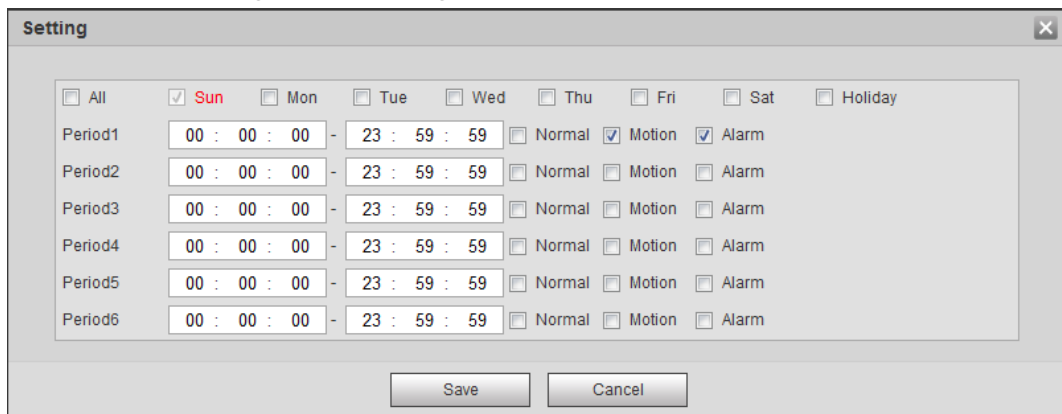 Setting
All Sun Mon Tue Wed Thu Fri Sat Holiday
Period1 00 : 00 : 00 - 23 : 59 : 59 Normal Motion Alarm
Period2 00 : 00 : 00 - 23 : 59 : 59 Normal Motion Alarm
Period3 00 : 00 : 00 - 23 : 59 : 59 Normal Motion Alarm
Period4 00 : 00 : 00 - 23 : 59 : 59 Normal Motion Alarm
Period5 00 : 00 : 00 - 23 : 59 : 59 Normal Motion Alarm
Period6 00 : 00 : 00 - 23 : 59 : 59 Normal Motion Alarm
Save Cancel